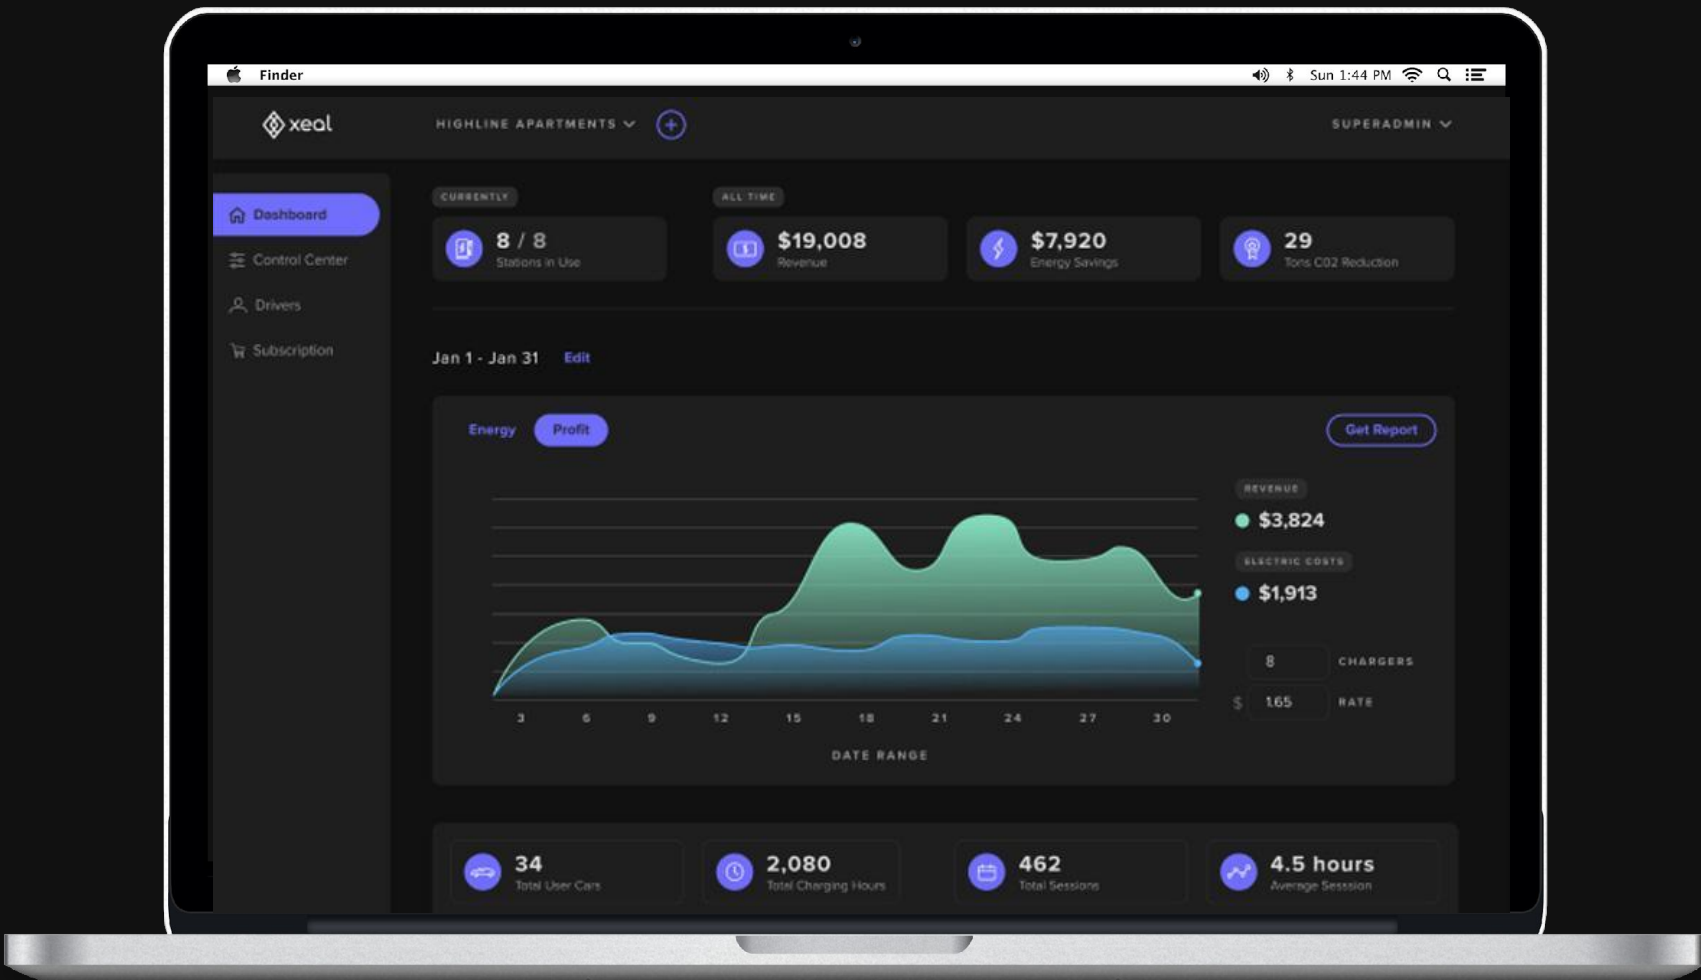 Finder
Sun 1:44 PM
xeal
HIGHLINE APARTMENTS
SUPERADMIN
Dashboard
Control Center
Drivers
Subscription
CURRENTLY
ALL TIME
8 / 8
Stations in Use
$19,008
Revenue
$7,920
Energy Savings
29
Tons C02 Reduction
Jan 1 - Jan 31 Edit
Energy Profit
Get Report
REVENUE
$3,824
ELECTRIC COSTS
$1,913
8 CHARGERS
$ 1.65 RATE
3 6 9 12 15 18 21 24 27 30
DATE RANGE
34
Total User Cars
2,080
Total Charging Hours
462
Total Sessions
4.5 hours
Average Sesssion